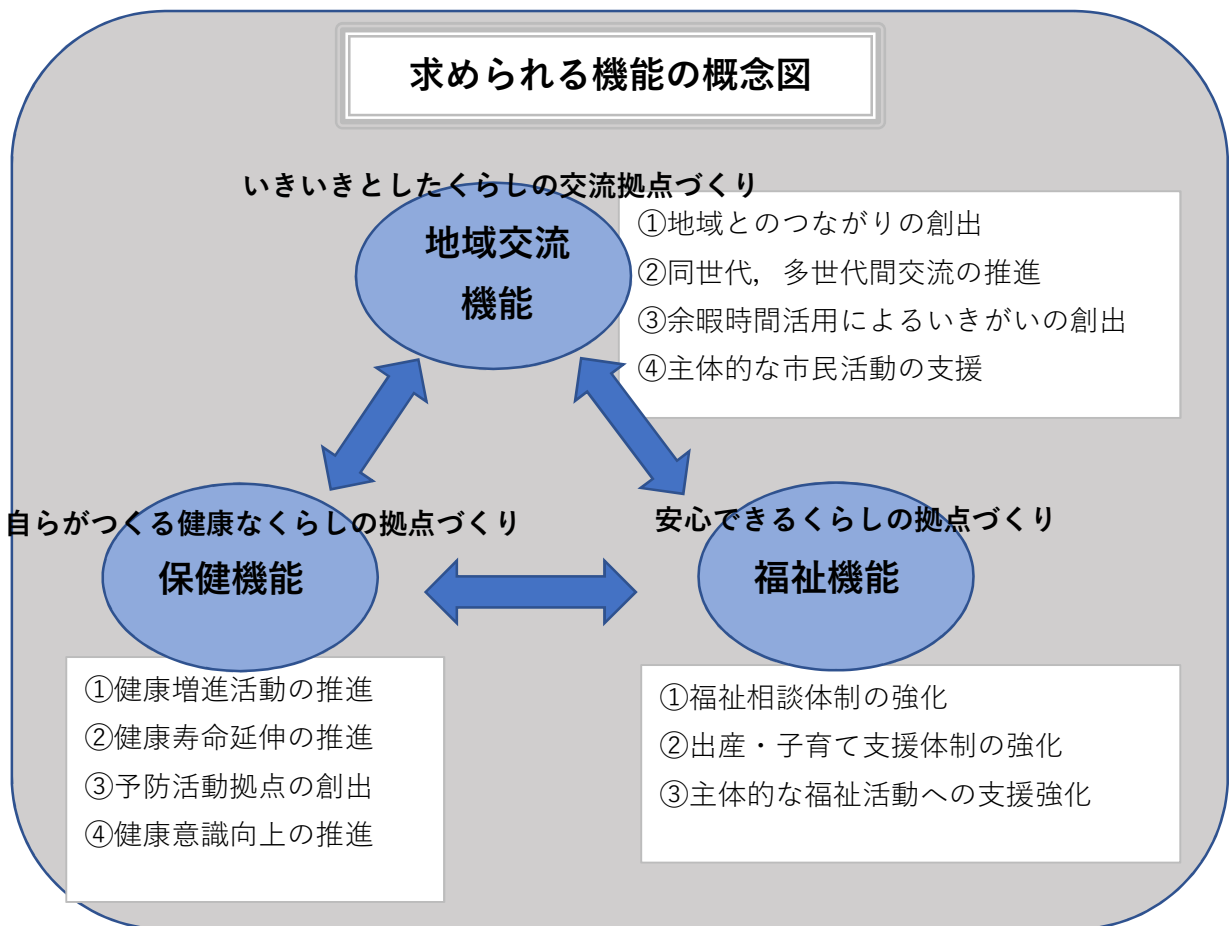 求められる機能の概念図
いきいきとしたくらしの交流拠点づくり
地域交流
機能
①地域とのつながりの創出
②同世代，多世代間交流の推進
③余暇時間活用によるいきがいの創出
④主体的な市民活動の支援
自らがつくる健康なくらしの拠点づくり
保健機能
①健康増進活動の推進
②健康寿命延伸の推進
③予防活動拠点の創出
④健康意識向上の推進
安心できるくらしの拠点づくり
福祉機能
①福祉相談体制の強化
②出産・子育て支援体制の強化
③主体的な福祉活動への支援強化